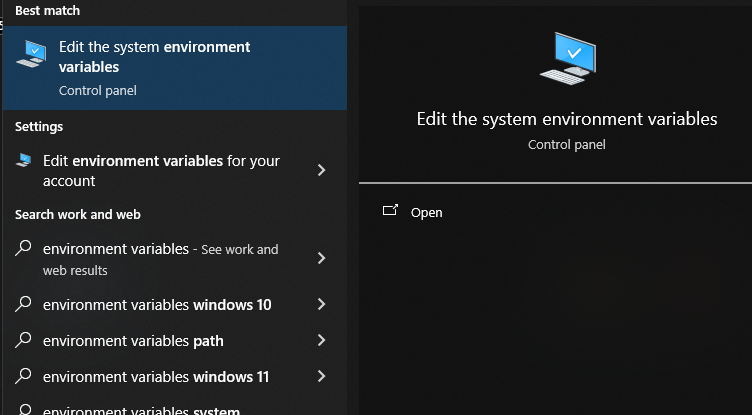 Best match
Edit the system environment
variables
Control panel
Settings
Edit environment variables for your
account
Search work and web
environment variables - See work and
web results
environment variables windows 10
environment variables path
environment variables windows 11
environment variables system
Edit the system environment variables
Control panel
Open